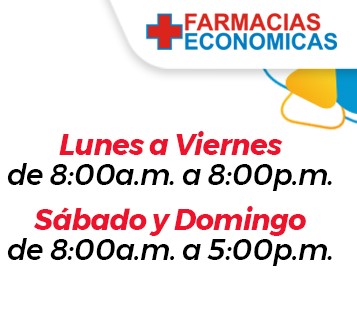 FARMACIAS
ECONOMICAS
Lunes a Viernes
de 8:00a.m. a 8:00p.m.
Sábado y Domingo
de 8:00a.m. a 5:00p.m.